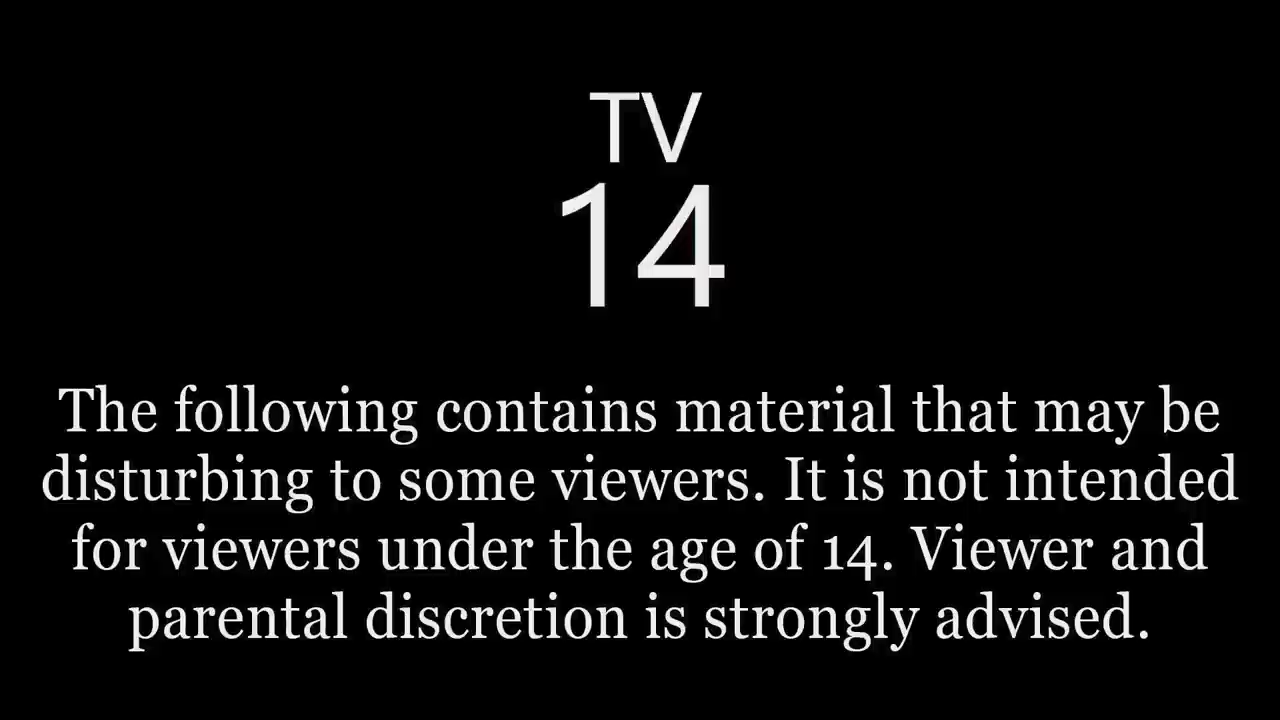 TV
14
The following contains material that may be
disturbing to some viewers. It is not intended
for viewers under the age of 14. Viewer and
parental discretion is strongly advised.